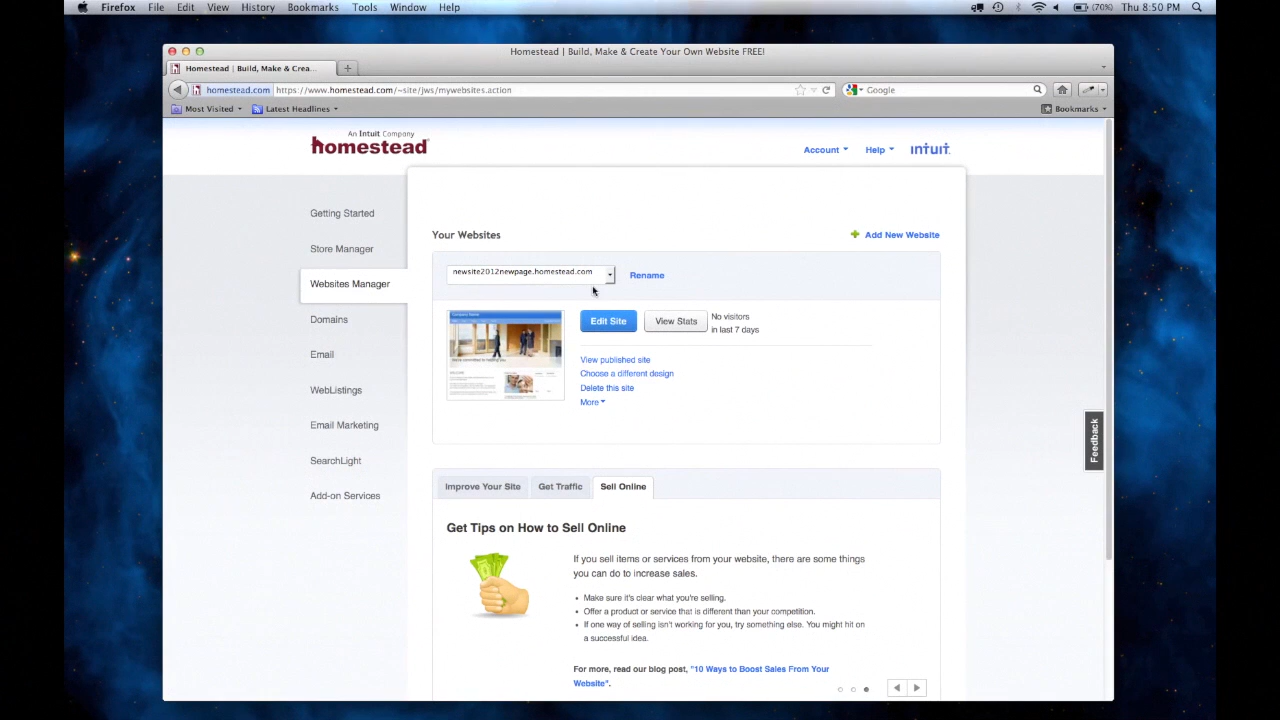 Firefox File Edit View History Bookmarks Tools Window Help (70%) Thu 8:50 PM
Homestead | Build, Make & Create Your Own Website FREE!
Homestead | Build, Make & Crea...
homestead.com https://www.homestead.com/~site/jws/mywebsites.action Google
Most Visited Latest Headlines Bookmarks
An Intuit Company
homestead
Account Help intuit.
Getting Started
Store Manager
Websites Manager
Domains
Email
WebListings
Email Marketing
SearchLight
Add-on Services
Your Websites Add New Website
newsite2012newpage.homestead.com Rename
Company Name
Edit Site View Stats No visitors
in last 7 days
View published site
Choose a different design
Delete this site
More
Feedback
Improve Your Site Get Traffic Sell Online
Get Tips on How to Sell Online
If you sell items or services from your website, there are some things
you can do to increase sales.
• Make sure it's clear what you're selling.
• Offer a product or service that is different than your competition.
• If one way of selling isn't working for you, try something else. You might hit on
a successful idea.
For more, read our blog post, "10 Ways to Boost Sales From Your
Website".